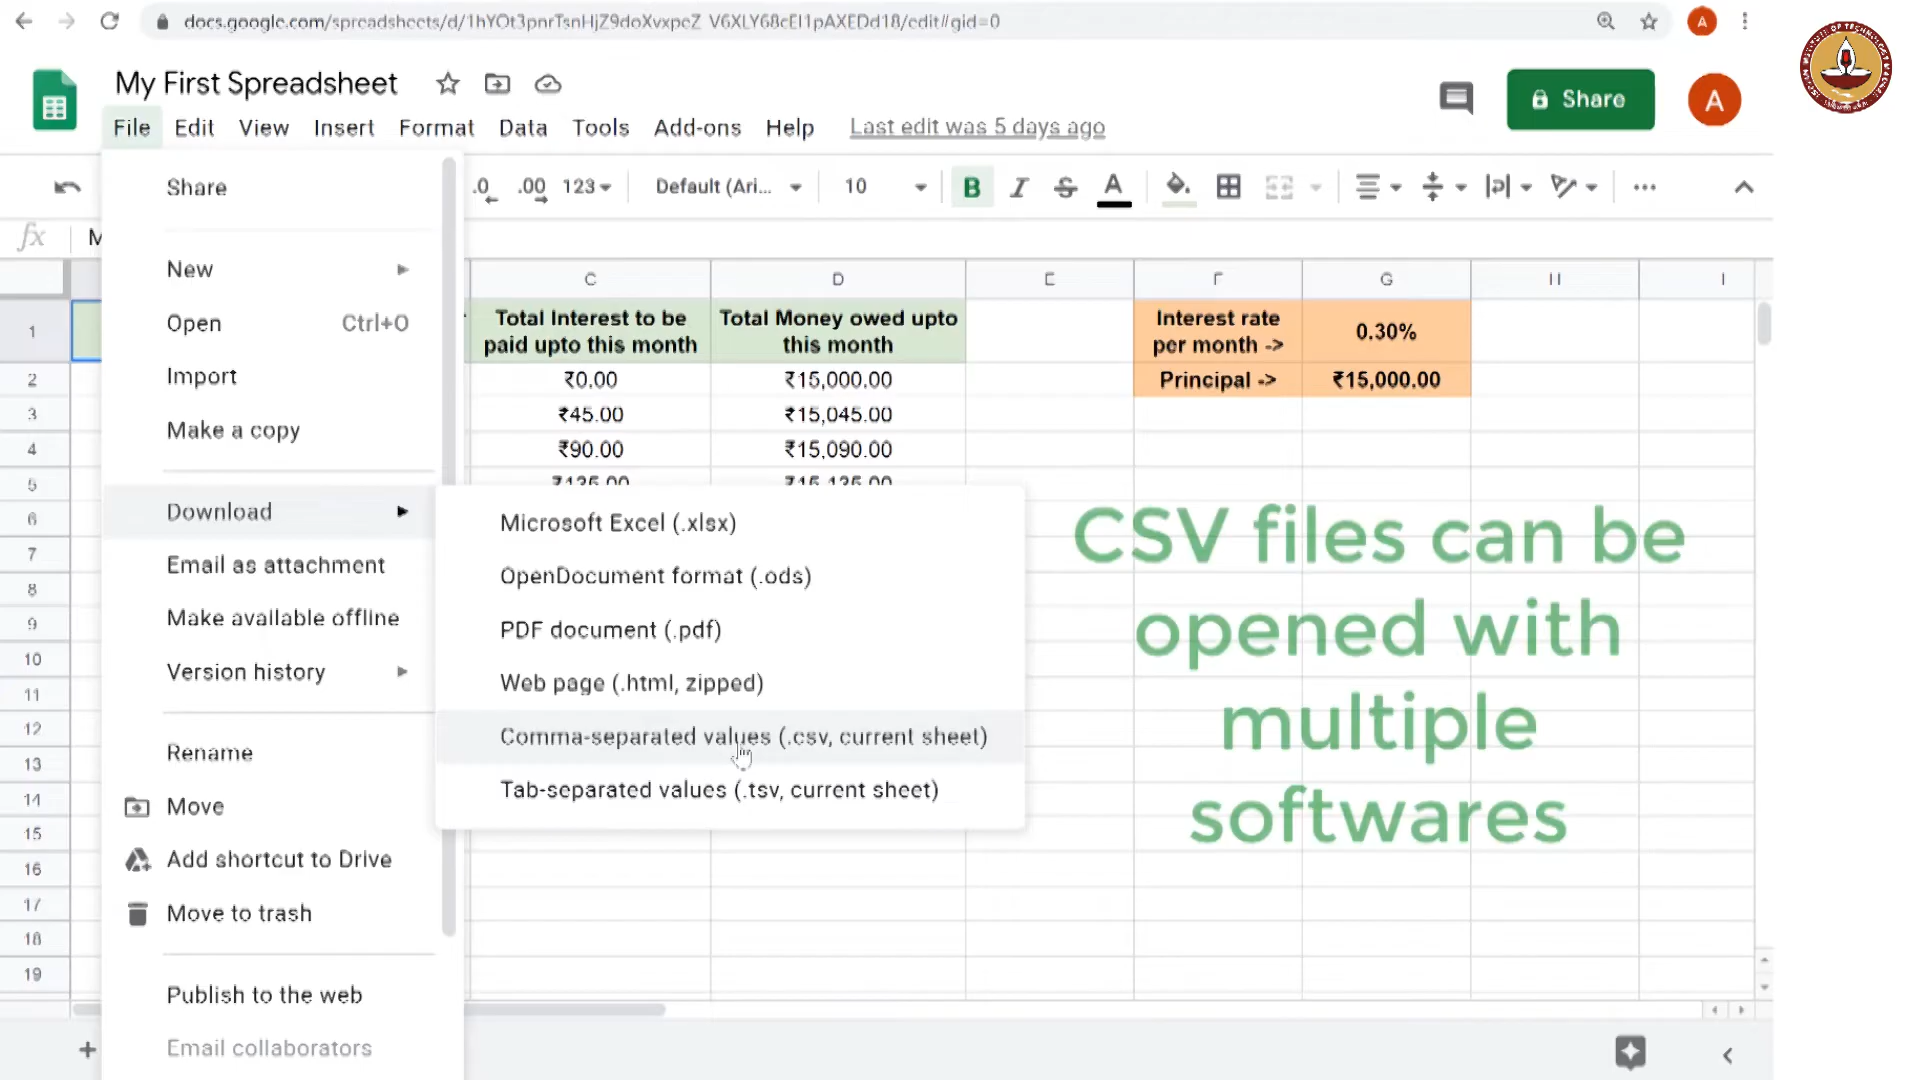 docs.google.com/spreadsheets/d/1hYOt3pnrTsnHjZ9doXvxpcZ_V6XLY68cEI1pAXEDd18/edit#gid=0
My First Spreadsheet
Share
A
File Edit View Insert Format Data Tools Add-ons Help Last edit was 5 days ago
.0 .00 123 Default (Ari... 10 B I S A
fx M
C D E F G H I
Share
New
Open Ctrl+O
Import
Make a copy
Download
Email as attachment
Make available offline
Version history
Rename
Move
Add shortcut to Drive
Move to trash
Publish to the web
Email collaborators
1
2
3
4
5
6
7
8
9
10
11
12
13
14
15
16
17
18
19
Total Interest to be
paid upto this month
Total Money owed upto
this month
Interest rate
per month ->
0.30%
₹0.00 ₹15,000.00 Principal -> ₹15,000.00
₹45.00 ₹15,045.00
₹90.00 ₹15,090.00
₹135.00 ₹15,135.00
Microsoft Excel (.xlsx)
OpenDocument format (.ods)
PDF document (.pdf)
Web page (.html, zipped)
Comma-separated values (.csv, current sheet)
Tab-separated values (.tsv, current sheet)
CSV files can be
opened with
multiple
softwares